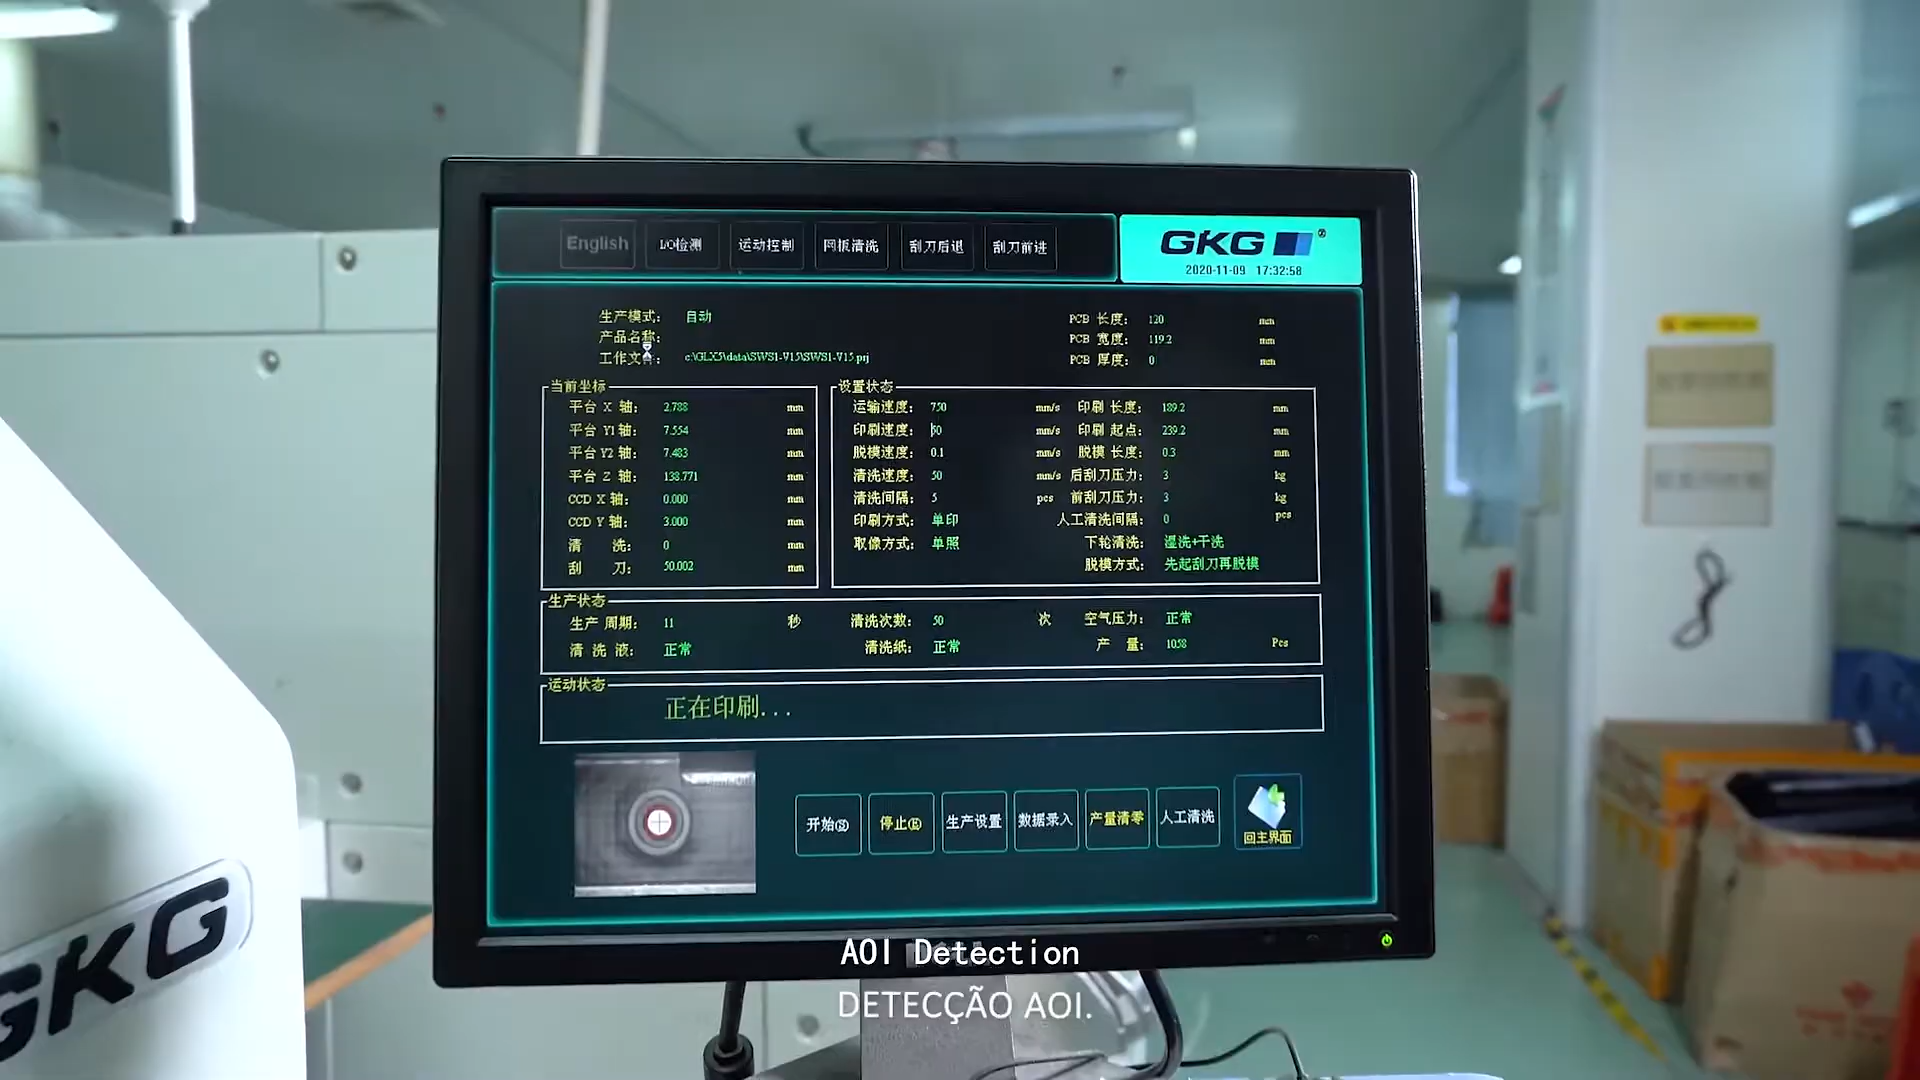 English I/O检测 运动控制 网板清洗 刮刀后退 刮刀前进
GKG
2020-11-09 17:32:58
生产模式: 自动
产品名称:
工作文件: c:\GLX5\data\SWS1-V15\SWS1-V15.prj
PCB 长度: 120 mm
PCB 宽度: 119.2 mm
PCB 厚度: 0 mm
当前坐标
平台 X 轴: 2.788 mm
平台 Y1 轴: 7.554 mm
平台 Y2 轴: 7.483 mm
平台 Z 轴: 138.771 mm
CCD X 轴: 0.000 mm
CCD Y 轴: 3.000 mm
清 洗: 0 mm
刮 刀: 50.002 mm
设置状态
运输速度: 750 mm/s 印刷 长度: 189.2 mm
印刷速度: 60 mm/s 印刷 起点: 239.2 mm
脱模速度: 0.1 mm/s 脱模 长度: 0.3 mm
清洗速度: 50 mm/s 后刮刀压力: 3 kg
清洗间隔: 5 pcs 前刮刀压力: 3 kg
印刷方式: 单印 人工清洗间隔: 0 pcs
取像方式: 单照 下轮清洗: 湿洗+干洗
脱模方式: 先起刮刀再脱模
生产状态
生产 周期: 11 秒 清洗次数: 50 次 空气压力: 正常
清 洗 液: 正常 清洗纸: 正常 产 量: 1058 Pcs
运动状态
正在印刷...
开始(S) 停止(E) 生产设置 数据录入 产量清零 人工清洗 回主界面
GKG
AOI Detection
DETECÇÃO AOI.